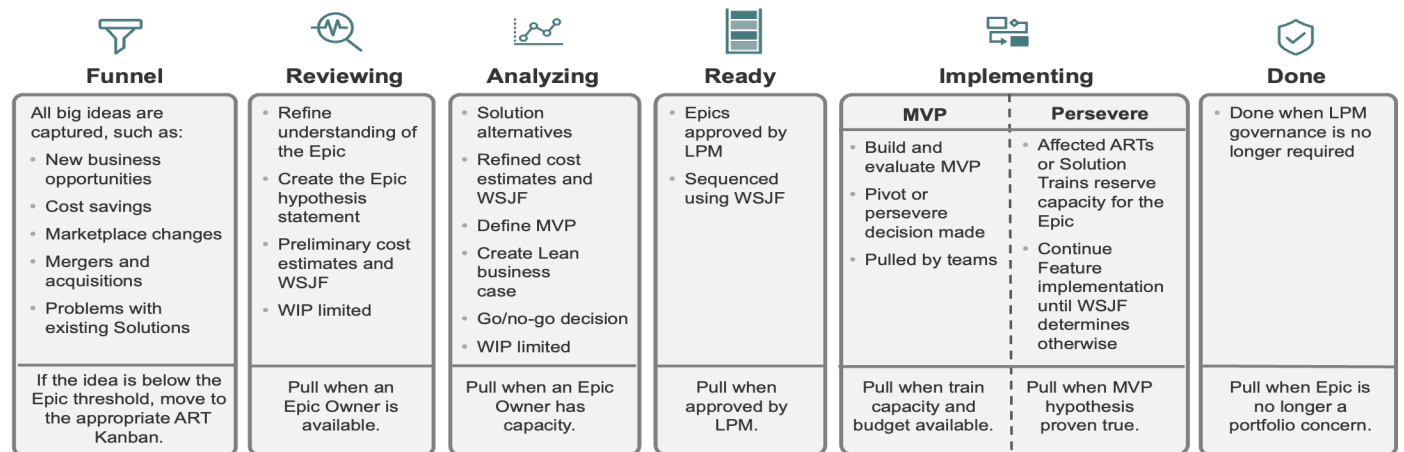 Funnel
All big ideas are
captured, such as:
• New business
opportunities
• Cost savings
• Marketplace changes
• Mergers and
acquisitions
• Problems with
existing Solutions
If the idea is below the
Epic threshold, move to
the appropriate ART
Kanban.
Reviewing
• Refine
understanding of
the Epic
• Create the Epic
hypothesis
statement
• Preliminary cost
estimates and
WSJF
• WIP limited
Pull when an
Epic Owner is
available.
Analyzing
• Solution
alternatives
• Refined cost
estimates and
WSJF
• Define MVP
• Create Lean
business
case
• Go/no-go decision
• WIP limited
Pull when an Epic
Owner has
capacity.
Ready
• Epics
approved by
LPM
• Sequenced
using WSJF
Pull when
approved by
LPM.
Implementing
MVP
• Build and
evaluate MVP
• Pivot or
persevere
decision made
• Pulled by teams
Pull when train
capacity and
budget available.
Persevere
• Affected ARTs
or Solution
Trains reserve
capacity for the
Epic
• Continue
Feature
implementation
until WSJF
determines
otherwise
Pull when MVP
hypothesis
proven true.
Done
• Done when LPM
governance is no
longer required
Pull when Epic is
no longer a
portfolio concern.